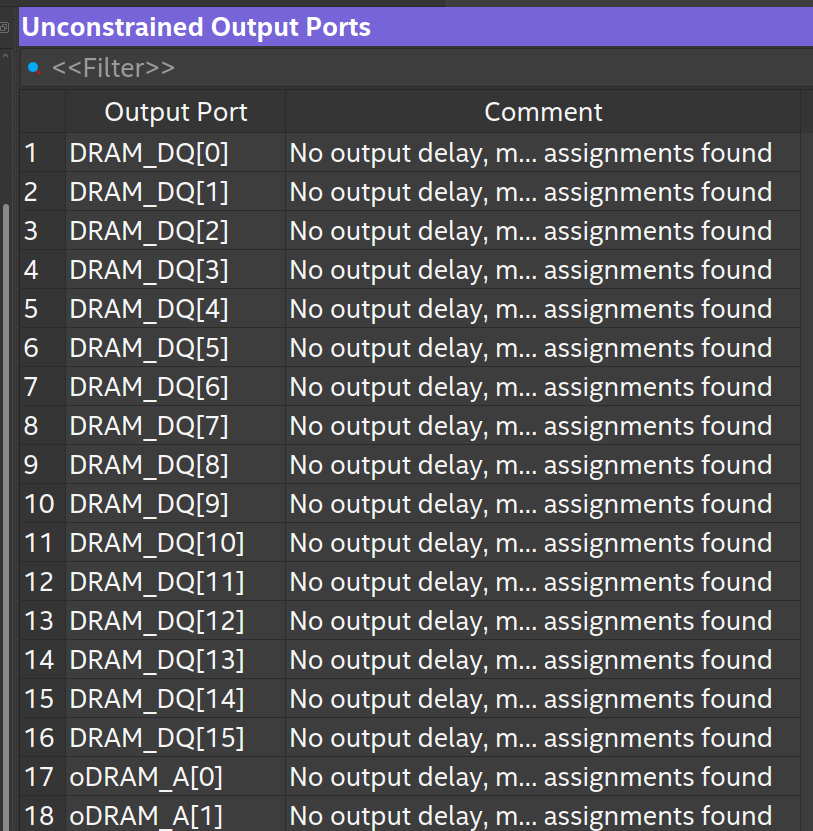 Unconstrained Output Ports
<<Filter>>
Output Port Comment
1 DRAM_DQ[0] No output delay, m... assignments found
2 DRAM_DQ[1] No output delay, m... assignments found
3 DRAM_DQ[2] No output delay, m... assignments found
4 DRAM_DQ[3] No output delay, m... assignments found
5 DRAM_DQ[4] No output delay, m... assignments found
6 DRAM_DQ[5] No output delay, m... assignments found
7 DRAM_DQ[6] No output delay, m... assignments found
8 DRAM_DQ[7] No output delay, m... assignments found
9 DRAM_DQ[8] No output delay, m... assignments found
10 DRAM_DQ[9] No output delay, m... assignments found
11 DRAM_DQ[10] No output delay, m... assignments found
12 DRAM_DQ[11] No output delay, m... assignments found
13 DRAM_DQ[12] No output delay, m... assignments found
14 DRAM_DQ[13] No output delay, m... assignments found
15 DRAM_DQ[14] No output delay, m... assignments found
16 DRAM_DQ[15] No output delay, m... assignments found
17 oDRAM_A[0] No output delay, m... assignments found
18 oDRAM_A[1] No output delay, m... assignments found